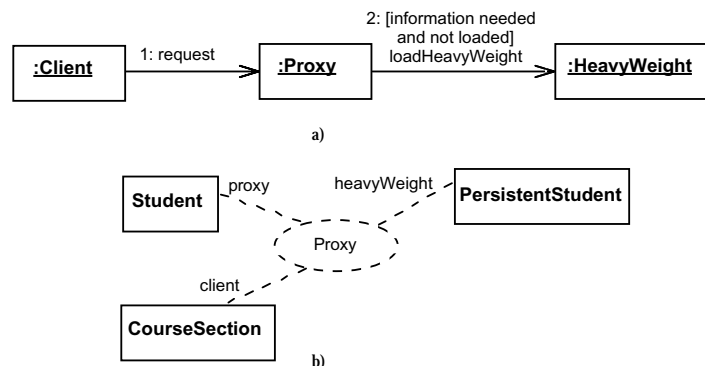 2: [information needed
and not loaded]
loadHeavyWeight
:Client
1: request
:Proxy
:HeavyWeight
a)
proxy
heavyWeight
Student
PersistentStudent
Proxy
client
CourseSection
b)